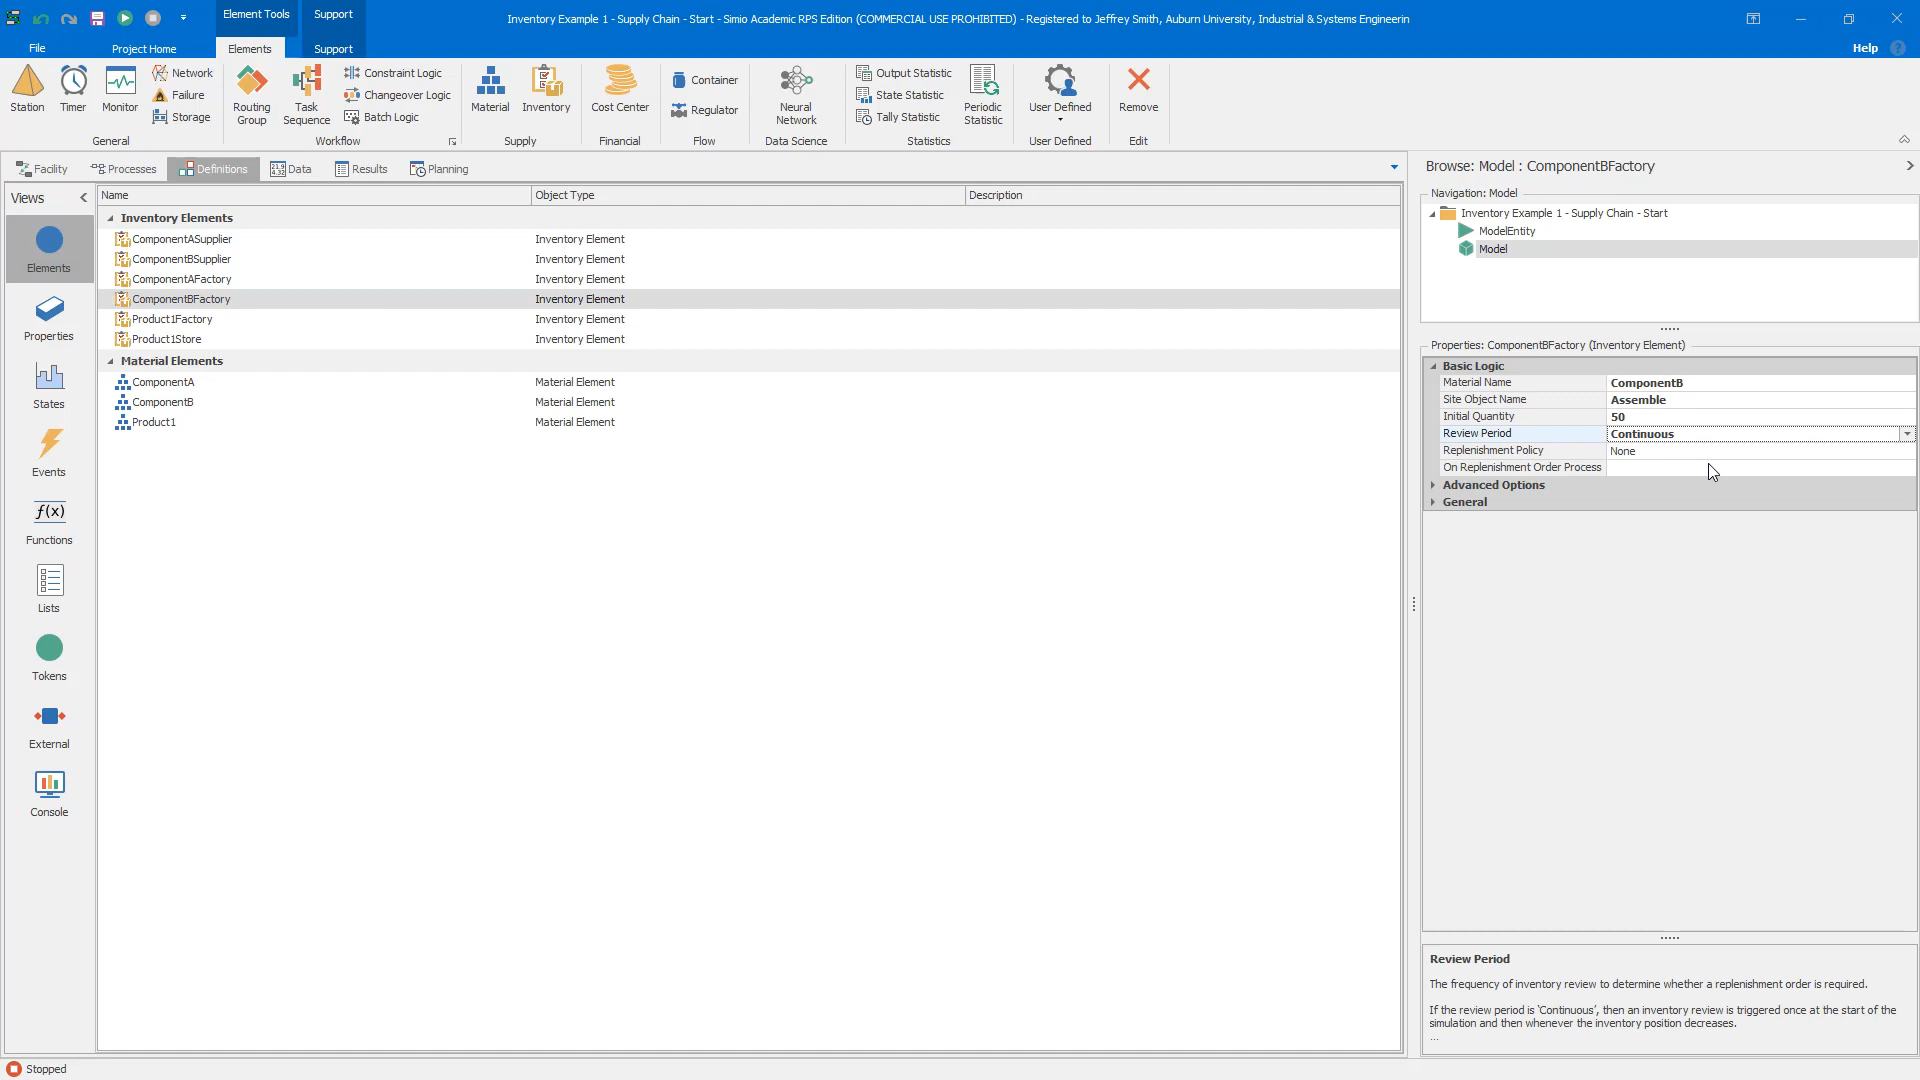 Element Tools
Support
Inventory Example 1 - Supply Chain - Start - Simio Academic RPS Edition (COMMERCIAL USE PROHIBITED) - Registered to Jeffrey Smith, Auburn University, Industrial & Systems Engineerin
File
Project Home
Elements
Support
Help
Station
Timer
Monitor
Network
Failure
Storage
General
Routing Group
Task Sequence
Constraint Logic
Changeover Logic
Batch Logic
Workflow
Material
Inventory
Supply
Cost Center
Financial
Container
Regulator
Flow
Neural Network
Data Science
Output Statistic
State Statistic
Tally Statistic
Periodic Statistic
Statistics
User Defined
User Defined
Remove
Edit
Facility
Processes
Definitions
Data
Results
Planning
Views
Elements
Properties
States
Events
f(x)
Functions
Lists
Tokens
External
Console
Name Object Type Description
Inventory Elements
ComponentASupplier Inventory Element
ComponentBSupplier Inventory Element
ComponentAFactory Inventory Element
ComponentBFactory Inventory Element
Product1Factory Inventory Element
Product1Store Inventory Element
Material Elements
ComponentA Material Element
ComponentB Material Element
Product1 Material Element
Browse: Model : ComponentBFactory
Navigation: Model
Inventory Example 1 - Supply Chain - Start
ModelEntity
Model
Properties: ComponentBFactory (Inventory Element)
Basic Logic
Material Name ComponentB
Site Object Name Assemble
Initial Quantity 50
Review Period Continuous
Replenishment Policy None
On Replenishment Order Process
Advanced Options
General
Review Period
The frequency of inventory review to determine whether a replenishment order is required.
If the review period is 'Continuous', then an inventory review is triggered once at the start of the
simulation and then whenever the inventory position decreases.
...
Stopped